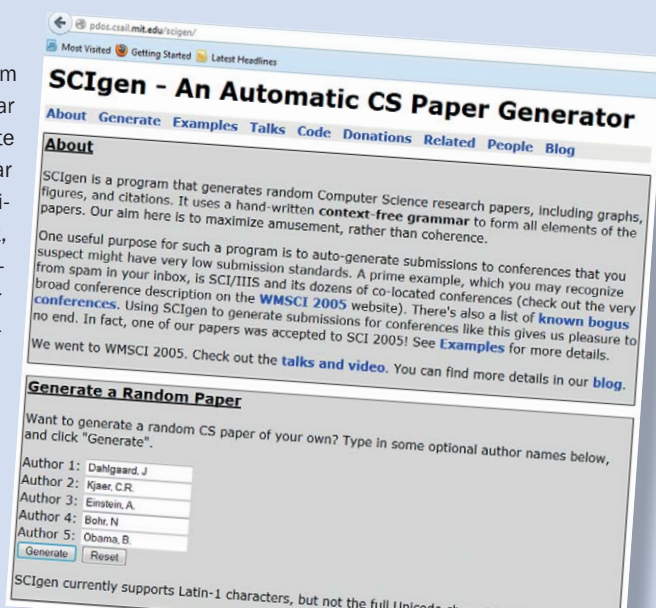 m
ar
te
ar
i-
,
-
-
pdos.csail.mit.edu/scigen/
Most Visited Getting Started Latest Headlines
SCIgen - An Automatic CS Paper Generator
About Generate Examples Talks Code Donations Related People Blog
About
SCIgen is a program that generates random Computer Science research papers, including graphs,
figures, and citations. It uses a hand-written context-free grammar to form all elements of the
papers. Our aim here is to maximize amusement, rather than coherence.
One useful purpose for such a program is to auto-generate submissions to conferences that you
suspect might have very low submission standards. A prime example, which you may recognize
from spam in your inbox, is SCI/IIIS and its dozens of co-located conferences (check out the very
broad conference description on the WMSCI 2005 website). There's also a list of known bogus
conferences. Using SCIgen to generate submissions for conferences like this gives us pleasure to
no end. In fact, one of our papers was accepted to SCI 2005! See Examples for more details.
We went to WMSCI 2005. Check out the talks and video. You can find more details in our blog.
Generate a Random Paper
Want to generate a random CS paper of your own? Type in some optional author names below,
and click "Generate".
Author 1: Dahlgaard, J
Author 2: Kjaer, C.R.
Author 3: Einstein, A.
Author 4: Bohr, N
Author 5: Obama, B.
Generate Reset
SCIgen currently supports Latin-1 characters, but not the full Unicode